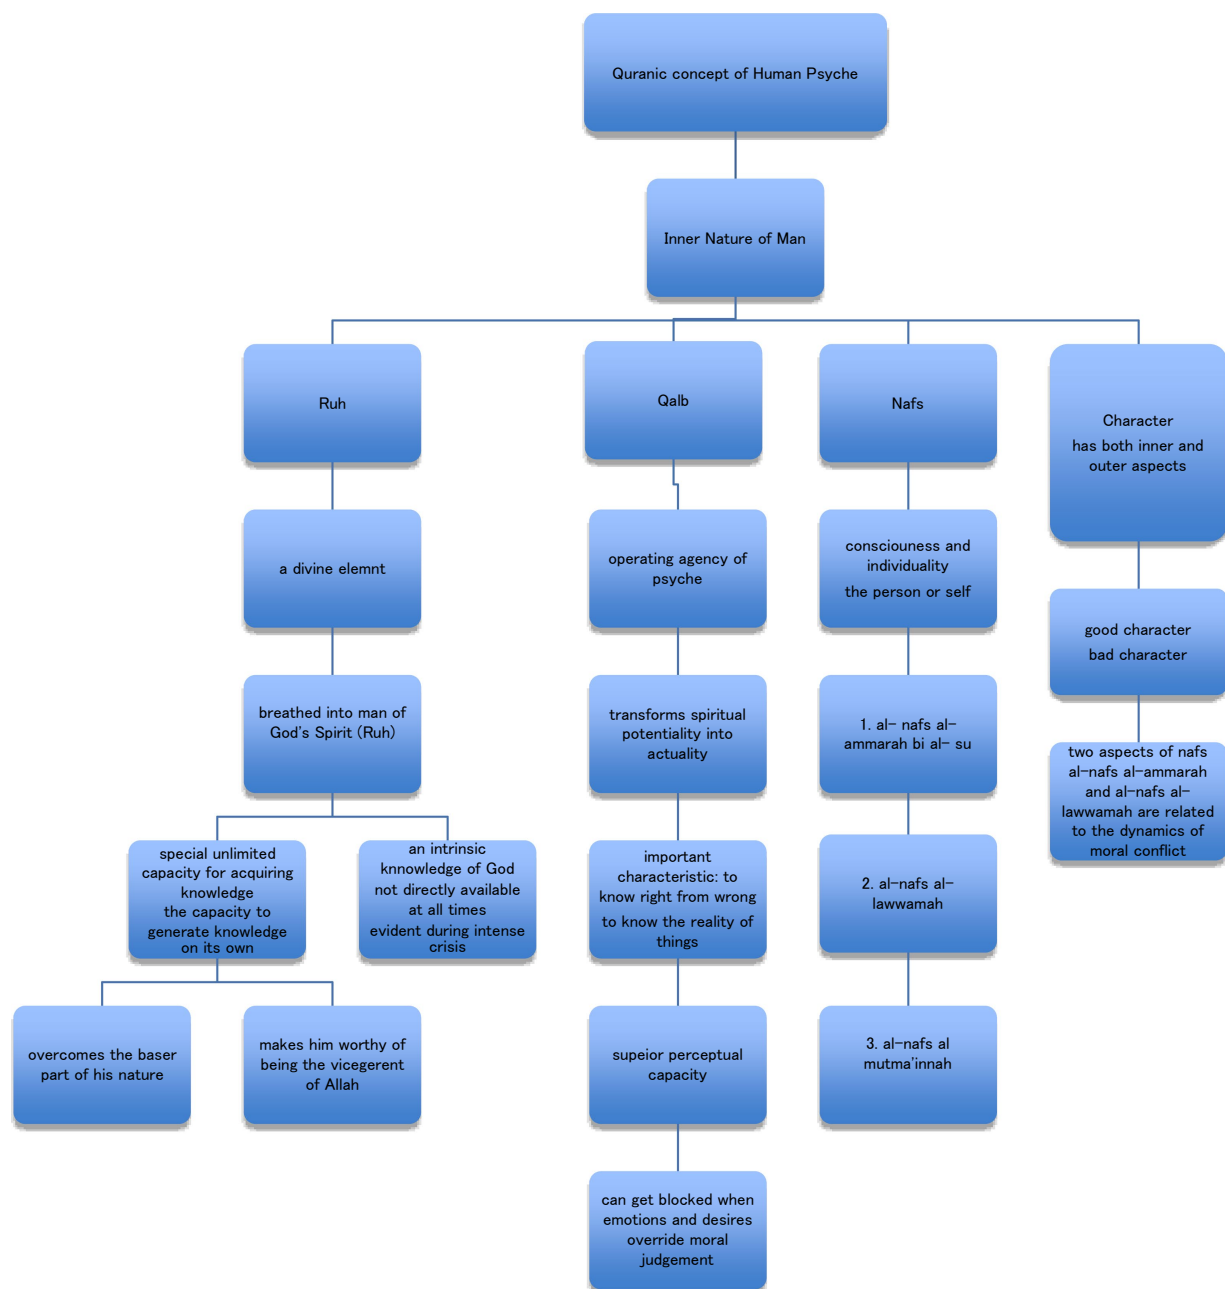 Quranic concept of Human Psyche
Inner Nature of Man
Ruh
Qalb
Nafs
Character
has both inner and
outer aspects
a divine elemnt
operating agency of
psyche
consciouness and
individuality
the person or self
good character
bad character
breathed into man of
God's Spirit (Ruh)
transforms spiritual
potentiality into
actuality
1. al- nafs al-
ammarah bi al- su
two aspects of nafs
al-nafs al-ammarah
and al-nafs al-
lawwamah are related
to the dynamics of
moral conflict
special unlimited
capacity for acquiring
knowledge
the capacity to
generate knowledge
on its own
an intrinsic
knnowledge of God
not directly available
at all times
evident during intense
crisis
important
characteristic: to
know right from wrong
to know the reality of
things
2. al-nafs al-
lawwamah
overcomes the baser
part of his nature
makes him worthy of
being the vicegerent
of Allah
supeior perceptual
capacity
3. al-nafs al
mutma'innah
can get blocked when
emotions and desires
override moral
judgement